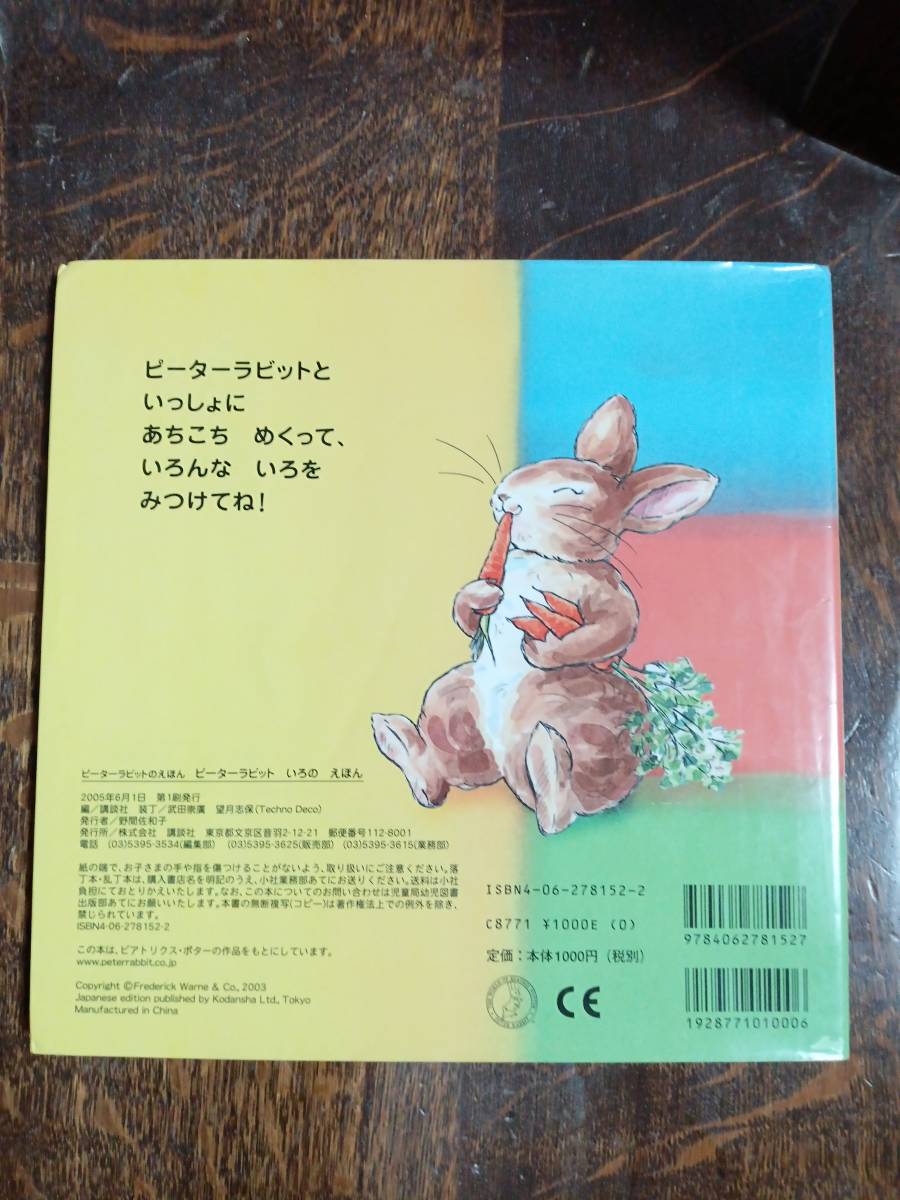 ピーターラビットと
いっしょに
あちこち　めくって、
いろんな　いろを
みつけてね！
ピーターラビットのえほん　ピーターラビット　いろの　えほん
2005年6月1日　第1刷発行
編／講談社　装丁／武田崇廣　望月志保（Techno Deco）
発行者／野間佐和子
発行所／株式会社　講談社　東京都文京区音羽2-12-21　郵便番号112-8001
電話　(03)5395-3534(編集部)　(03)5395-3625(販売部)　(03)5395-3615(業務部)
紙の端で、お子さまの手や指を傷つけることがないよう、取り扱いにご注意ください。落
丁本・乱丁本は、購入書店名を明記のうえ、小社業務部あてにお送りください。送料は小社
負担にておとりかえいたします。なお、この本についてのお問い合わせは児童局幼児図書
出版部あてにお願いいたします。本書の無断複写(コピー)は著作権法上での例外を除き、
禁じられています。
ISBN4-06-278152-2
この本は、ビアトリクス・ポターの作品をもとにしています。
www.peterrabbit.co.jp
Copyright ©Frederick Warne & Co., 2003
Japanese edition published by Kodansha Ltd., Tokyo
Manufactured in China
ISBN4-06-278152-2
C8771 ¥1000E (0)
定価：本体1000円（税別）
9784062781527
CE
1928771010006